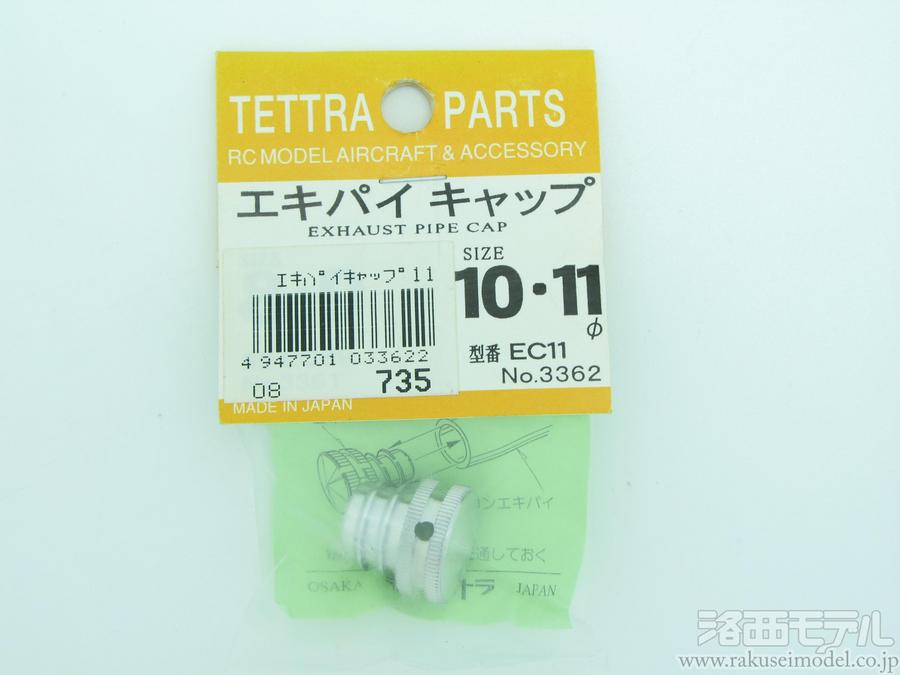 TETTRA PARTS
RC MODEL AIRCRAFT & ACCESSORY
エキパイ キャップ
EXHAUST PIPE CAP
SIZE
10・11φ
型番 EC11
No.3362
ｴｷﾊﾟｲｷｬｯﾌﾟ11
4 947701 033622
08 735
MADE IN JAPAN
ンエキパイ
通しておく
OSAKA トラ JAPAN
洛西モデル
www.rakuseimodel.co.jp